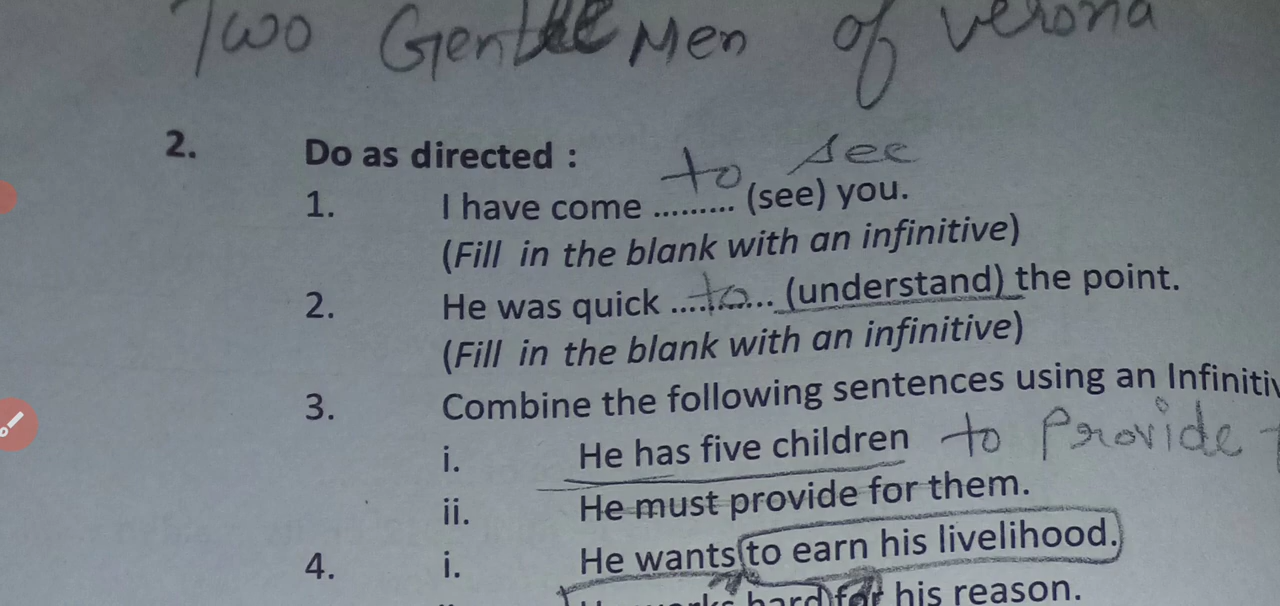 Two Gentle Men of Verona
2. Do as directed :
to see
1. I have come ......... (see) you.
(Fill in the blank with an infinitive)
2. He was quick ....to.... (understand) the point.
(Fill in the blank with an infinitive)
3. Combine the following sentences using an Infinitiv
i. He has five children to Provide
ii. He must provide for them.
4. i. He wants to earn his livelihood.
hard for his reason.